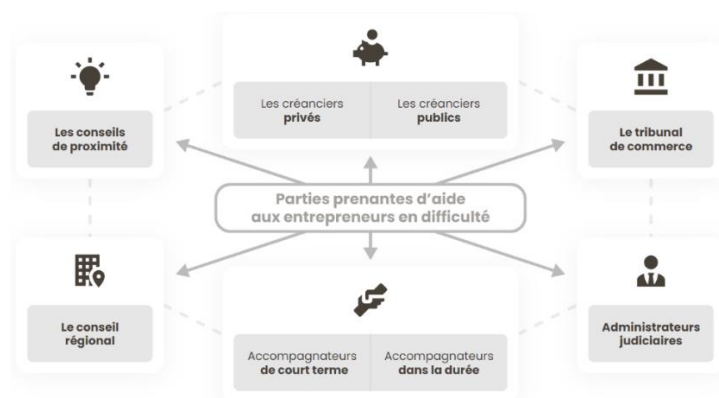 Les créanciers
privés
Les créanciers
publics
Les conseils
de proximité
Le tribunal
de commerce
Parties prenantes d’aide
aux entrepreneurs en difficulté
Le conseil
régional
Administrateurs
judiciaires
Accompagnateurs
de court terme
Accompagnateurs
dans la durée